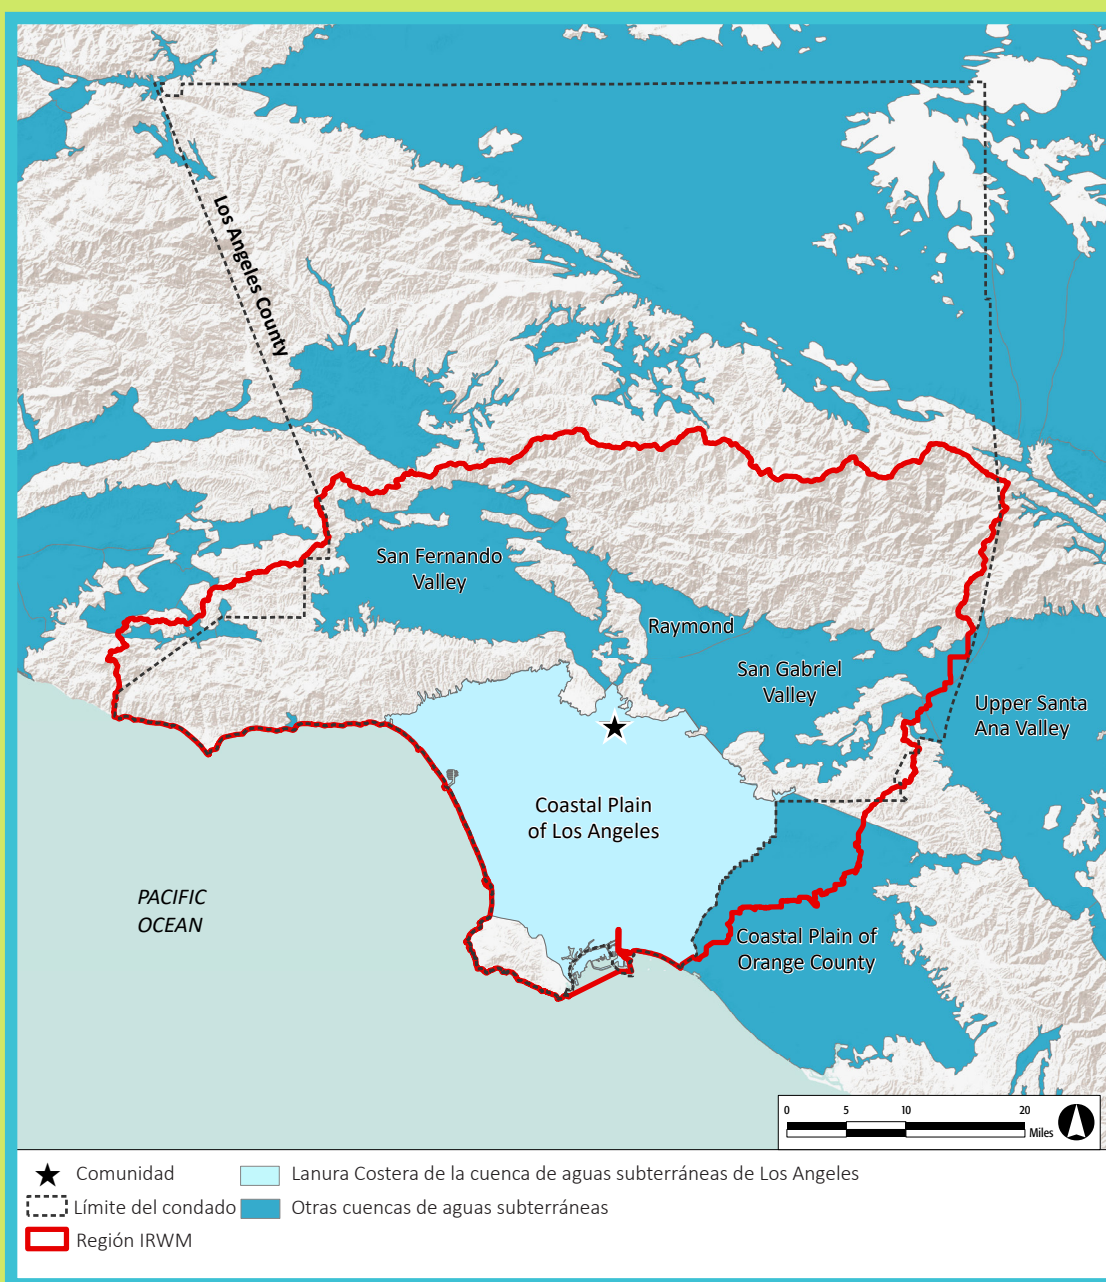 Los Angeles County
San Fernando
Valley
Raymond
San Gabriel
Valley
Upper Santa
Ana Valley
Coastal Plain
of Los Angeles
PACIFIC
OCEAN
Coastal Plain of
Orange County
0 5 10 20
Miles
Comunidad
Lanura Costera de la cuenca de aguas subterráneas de Los Angeles
Límite del condado
Otras cuencas de aguas subterráneas
Región IRWM